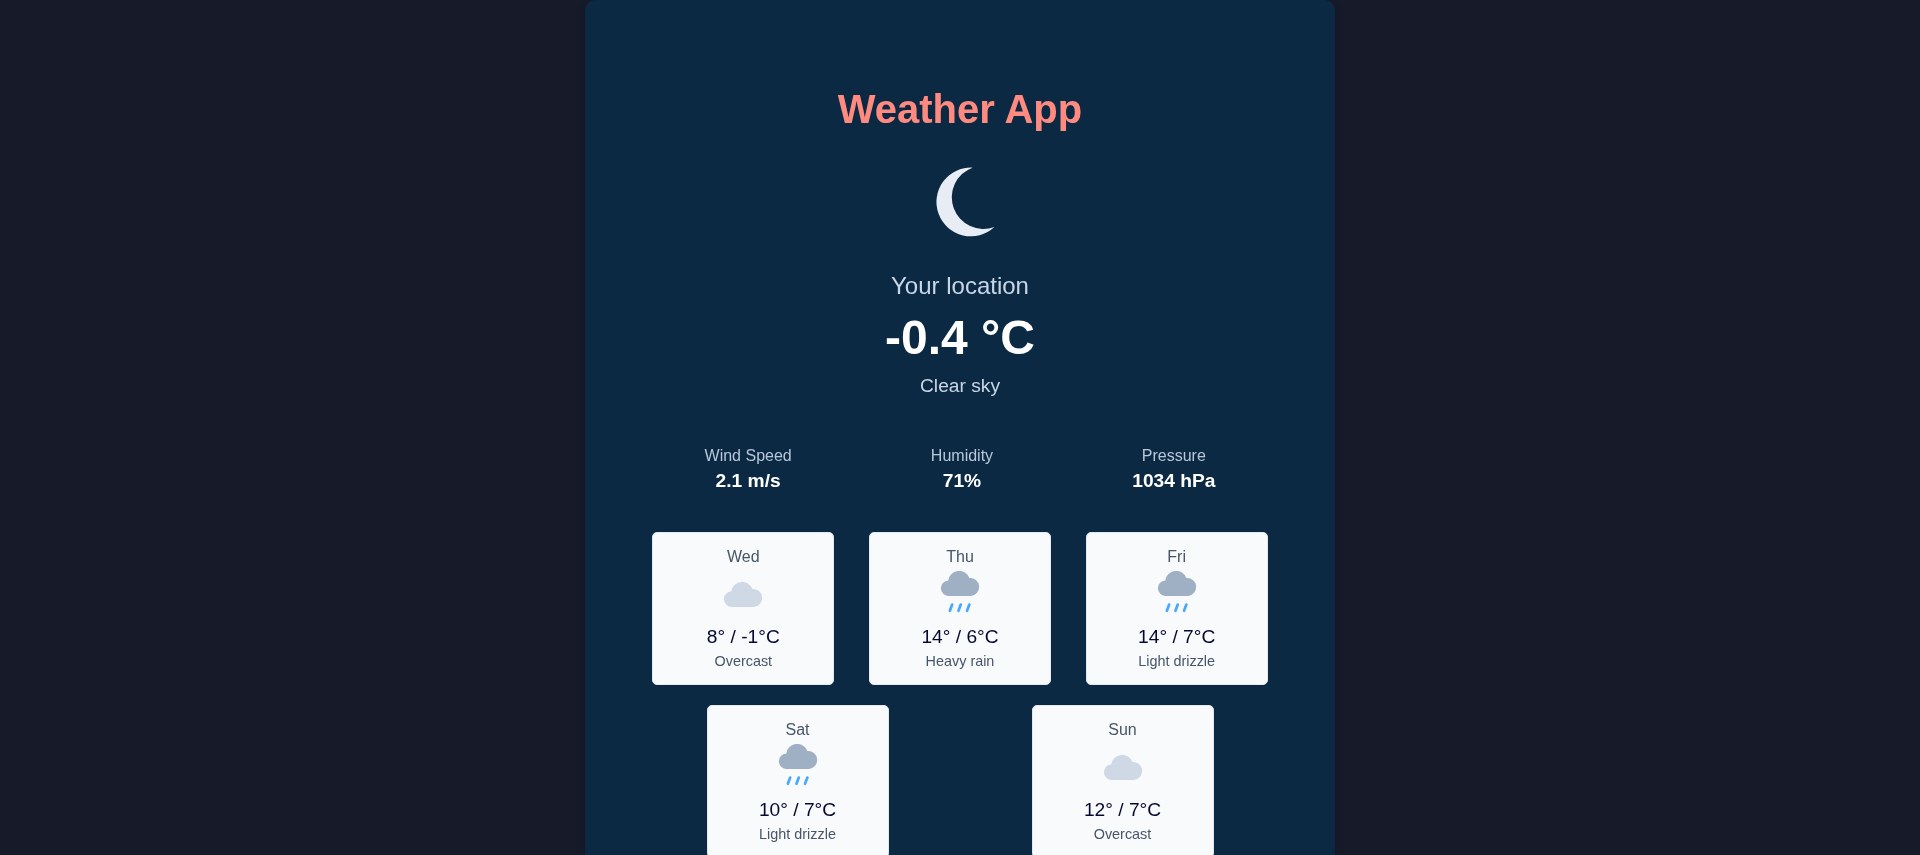 Weather App
Your location
-0.4 °C
Clear sky
Wind Speed
2.1 m/s
Humidity
71%
Pressure
1034 hPa
Wed
8° / -1°C
Overcast
Thu
14° / 6°C
Heavy rain
Fri
14° / 7°C
Light drizzle
Sat
10° / 7°C
Light drizzle
Sun
12° / 7°C
Overcast